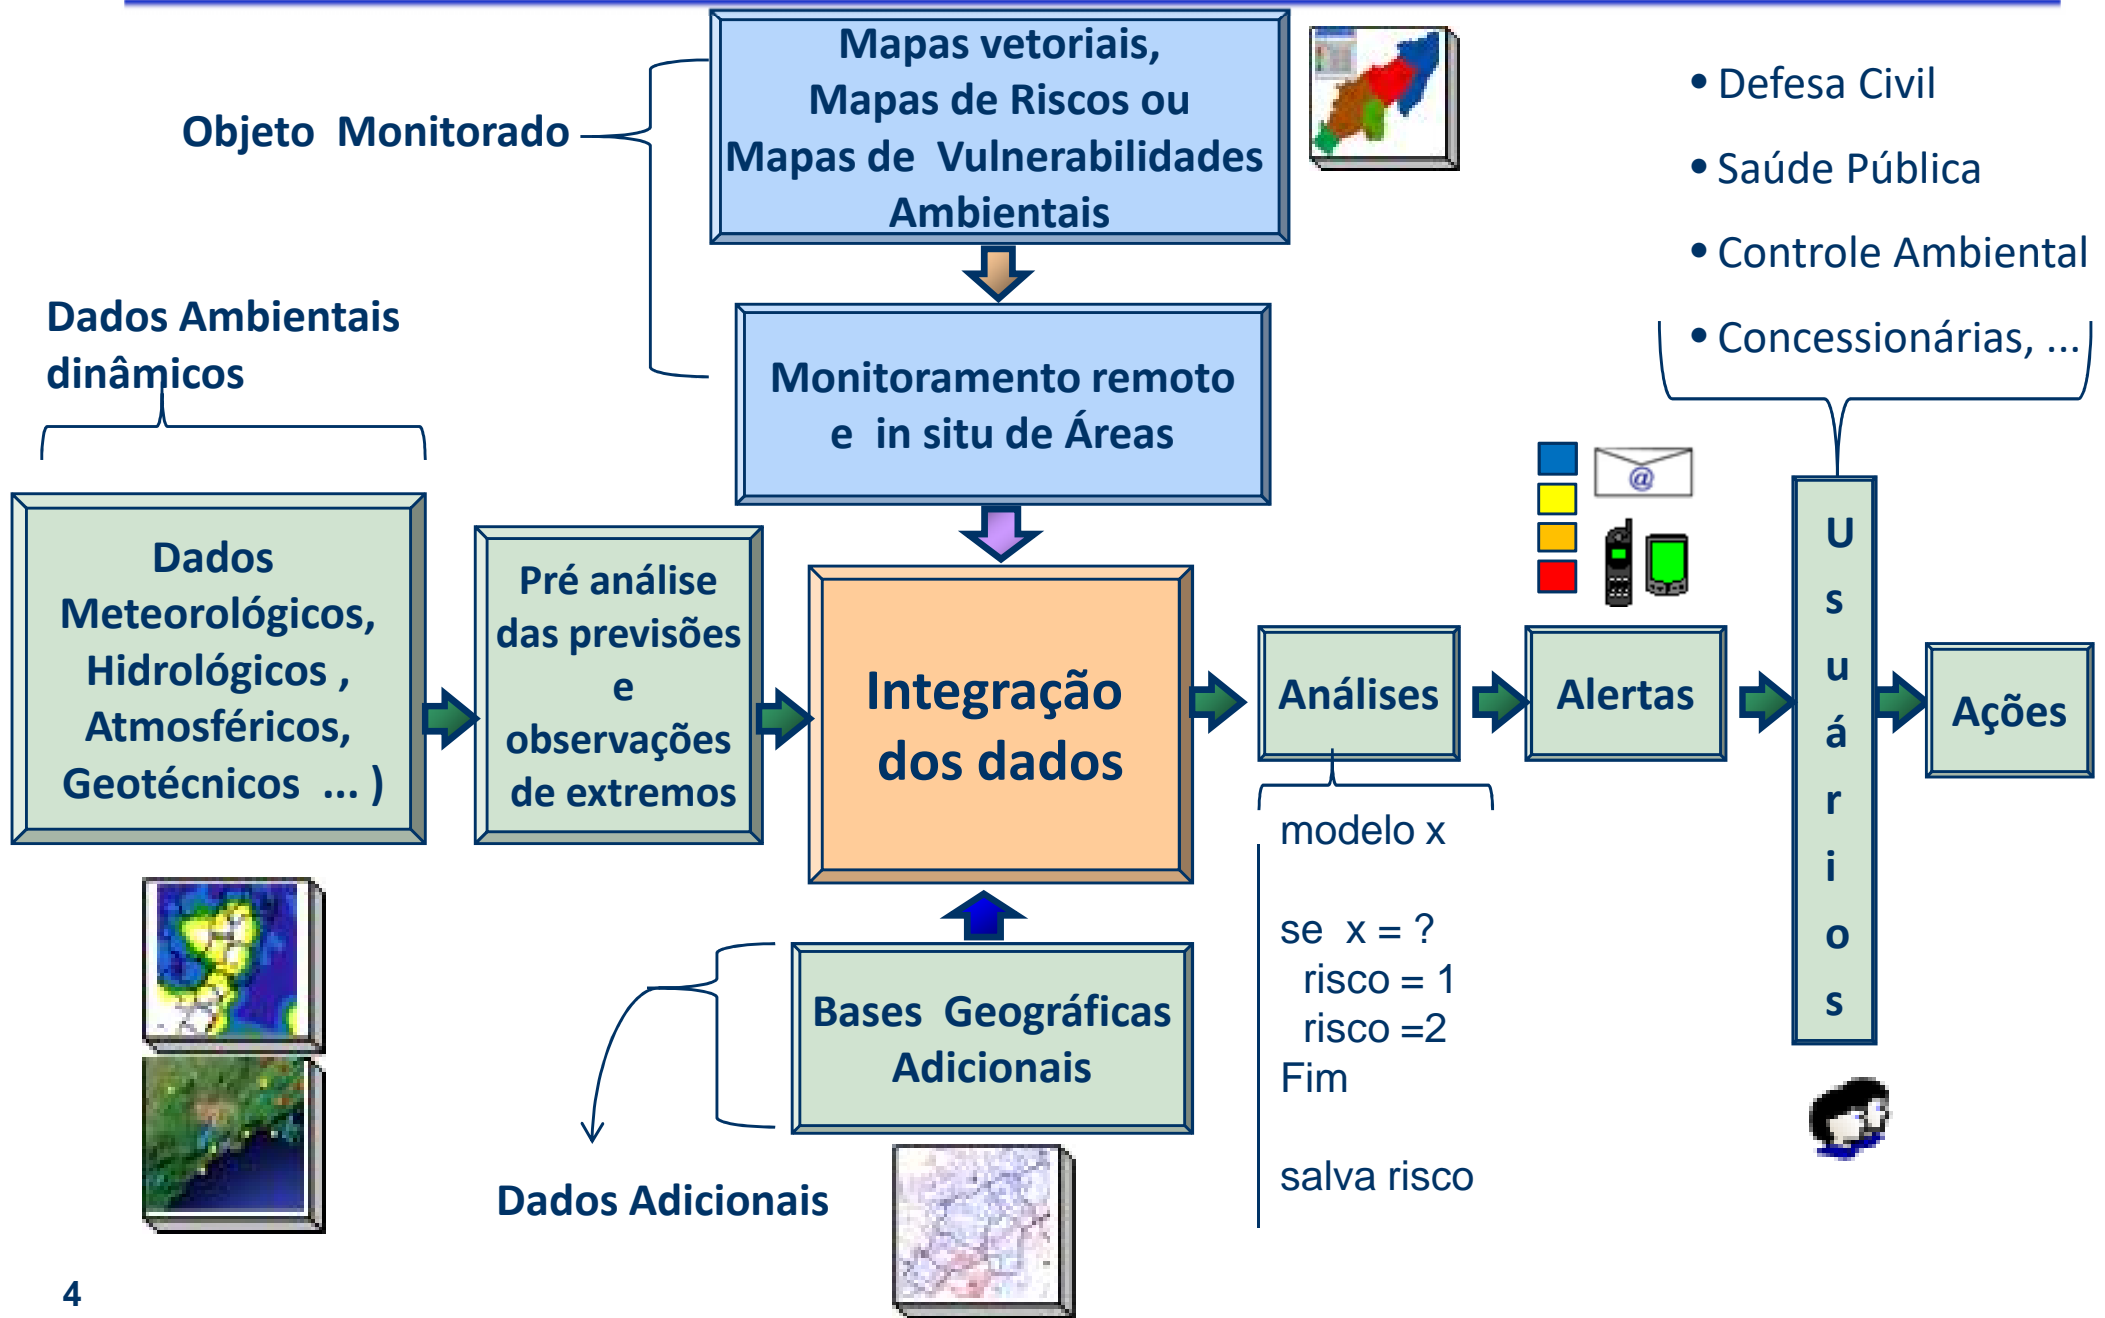 Mapas vetoriais,
Mapas de Riscos ou
Mapas de  Vulnerabilidades
Ambientais
Objeto  Monitorado
• Defesa Civil
• Saúde Pública
• Controle Ambiental
• Concessionárias, ...
Dados Ambientais
dinâmicos
Monitoramento remoto
e  in situ de Áreas
Dados
Meteorológicos,
Hidrológicos ,
Atmosféricos,
Geotécnicos  ... )
Pré análise
das previsões
e
observações
de extremos
Integração
dos dados
Análises
@
Alertas
U
s
u
á
r
i
o
s
Ações
modelo x
se  x = ?
risco = 1
risco =2
Fim
salva risco
Bases  Geográficas
Adicionais
Dados Adicionais
4